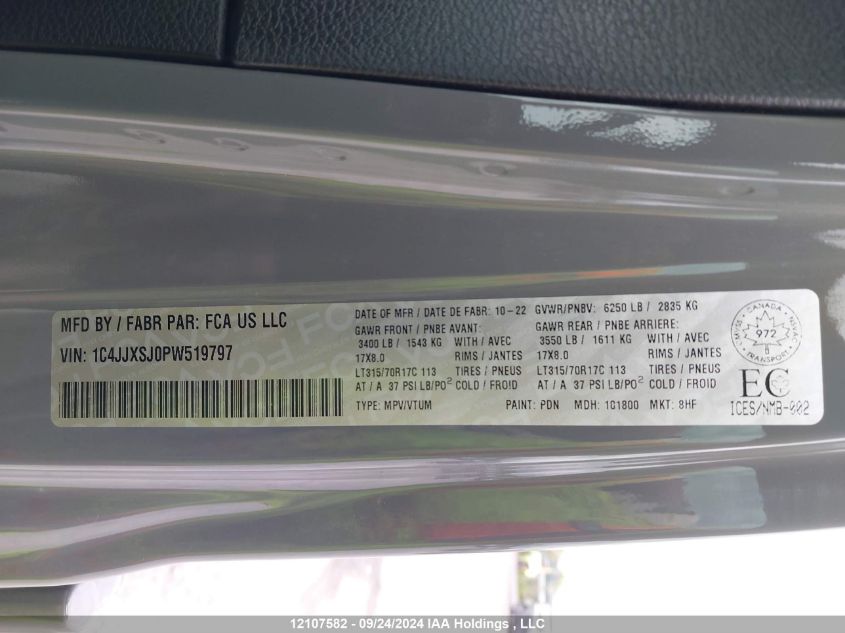 MFD BY / FABR PAR: FCA US LLC
VIN: 1C4JJXSJ0PW519797
DATE OF MFR / DATE DE FABR: 10-22 GVWR/PNBV: 6250 LB / 2835 KG
GAWR FRONT / PNBE AVANT: GAWR REAR / PNBE ARRIERE:
3400 LB / 1543 KG WITH / AVEC 3550 LB / 1611 KG WITH / AVEC
17X8.0 RIMS / JANTES 17X8.0 RIMS / JANTES
LT315/70R17C 113 TIRES / PNEUS LT315/70R17C 113 TIRES / PNEUS
AT / A 37 PSI LB/PO² COLD / FROID AT / A 37 PSI LB/PO² COLD / FROID
TYPE: MPV/VTUM PAINT: PDN MDH: 101800 MKT: 8HF
CANADA
972
TRANSPORT
EC
ICES/NMB-002
12107582 - 09/24/2024 IAA Holdings , LLC